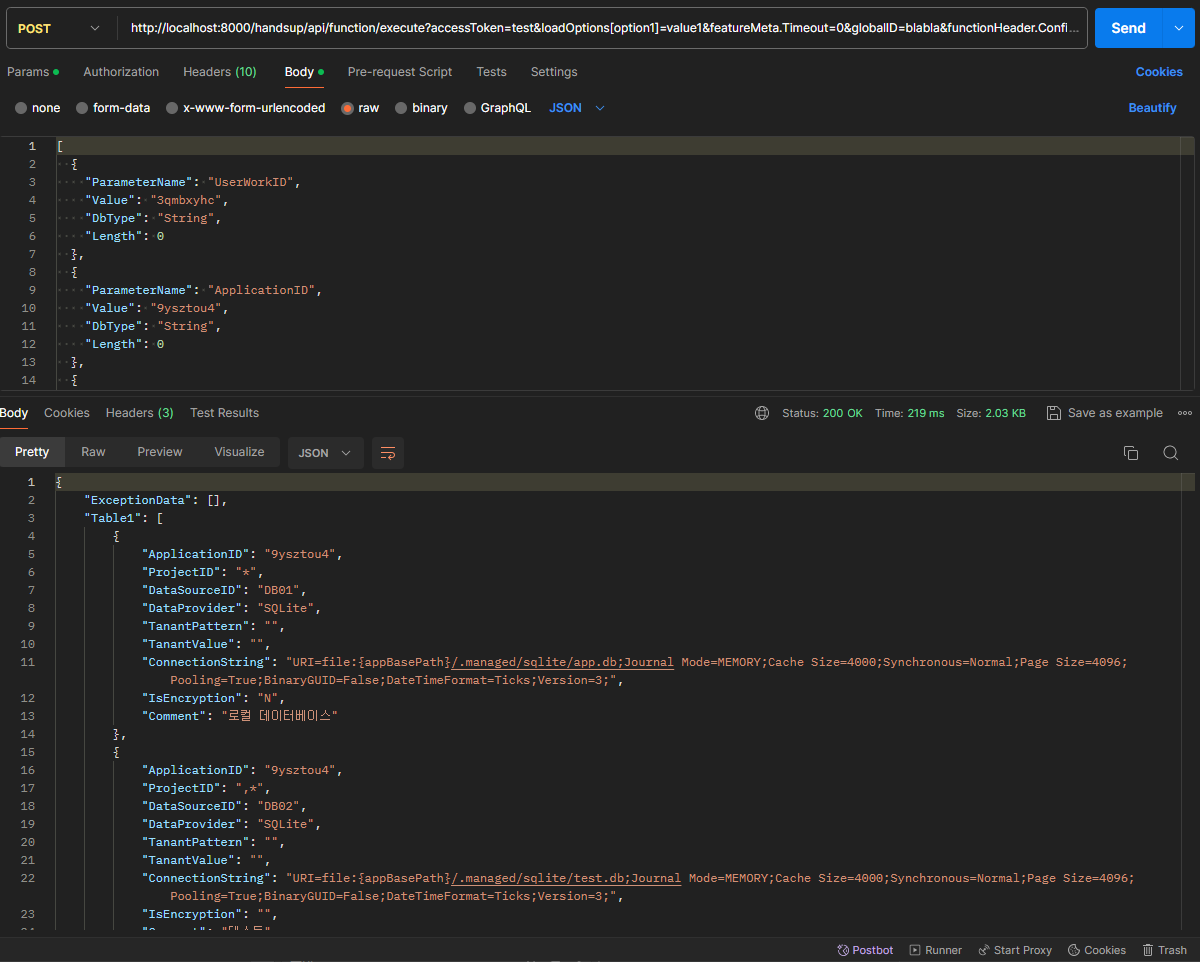 POST http://localhost:8000/handsup/api/function/execute?accessToken=test&loadOptions[option1]=value1&featureMeta.Timeout=0&globalID=blabla&functionHeader.Confi... Send
Params Authorization Headers (10) Body Pre-request Script Tests Settings Cookies
none form-data x-www-form-urlencoded raw binary GraphQL JSON Beautify
1 [
2 {
3 "ParameterName": "UserWorkID",
4 "Value": "3qmbxyhc",
5 "DbType": "String",
6 "Length": 0
7 },
8 {
9 "ParameterName": "ApplicationID",
10 "Value": "9ysztou4",
11 "DbType": "String",
12 "Length": 0
13 },
14 {
Body Cookies Headers (3) Test Results Status: 200 OK Time: 219 ms Size: 2.03 KB Save as example
Pretty Raw Preview Visualize JSON
1 {
2 "ExceptionData": [],
3 "Table1": [
4 {
5 "ApplicationID": "9ysztou4",
6 "ProjectID": "*",
7 "DataSourceID": "DB01",
8 "DataProvider": "SQLite",
9 "TanantPattern": "",
10 "TanantValue": "",
11 "ConnectionString": "URI=file:{appBasePath}/.managed/sqlite/app.db;Journal Mode=MEMORY;Cache Size=4000;Synchronous=Normal;Page Size=4096;
Pooling=True;BinaryGUID=False;DateTimeFormat=Ticks;Version=3;",
12 "IsEncryption": "N",
13 "Comment": "로컬 데이터베이스"
14 },
15 {
16 "ApplicationID": "9ysztou4",
17 "ProjectID": ",*",
18 "DataSourceID": "DB02",
19 "DataProvider": "SQLite",
20 "TanantPattern": "",
21 "TanantValue": "",
22 "ConnectionString": "URI=file:{appBasePath}/.managed/sqlite/test.db;Journal Mode=MEMORY;Cache Size=4000;Synchronous=Normal;Page Size=4096;
Pooling=True;BinaryGUID=False;DateTimeFormat=Ticks;Version=3;",
23 "IsEncryption": "",
Postbot Runner Start Proxy Cookies Trash